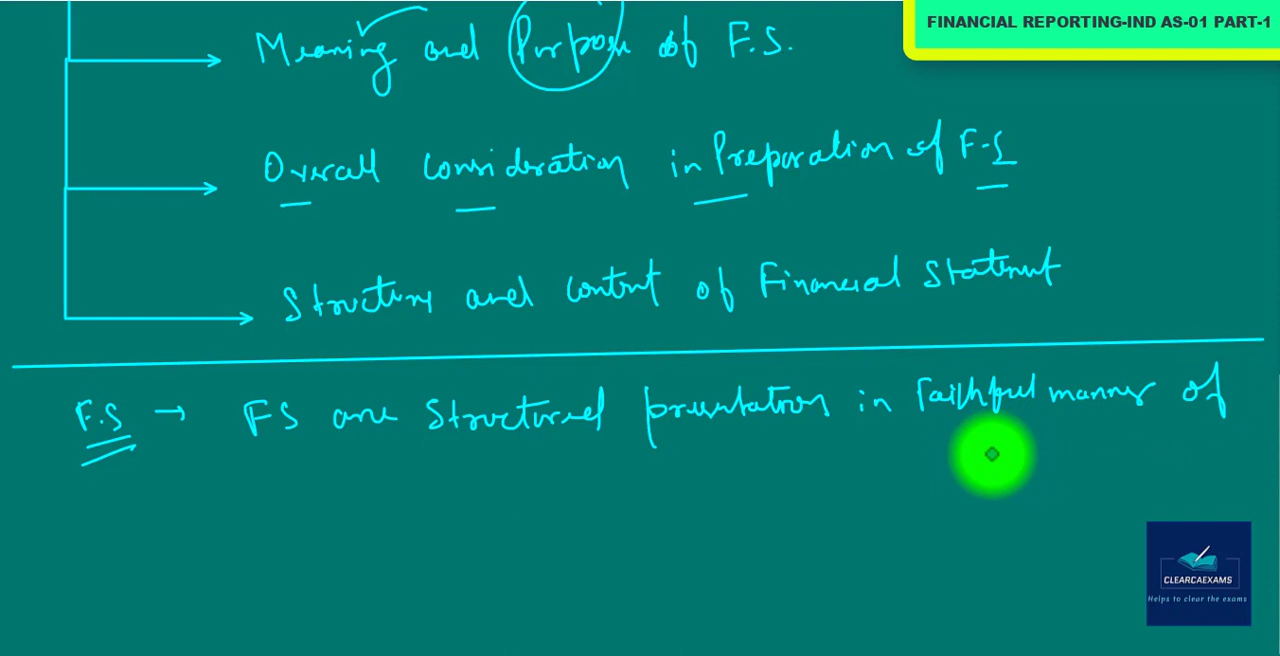 FINANCIAL REPORTING-IND AS-01 PART-1
Meaning and Purpose of F.S.
Overall consideration in Preparation of F.S
Structure and content of Financial Statement
F.S → FS are structured presentation in Faithful manner of
CLEARCAEXAMS
Helps to clear the exams